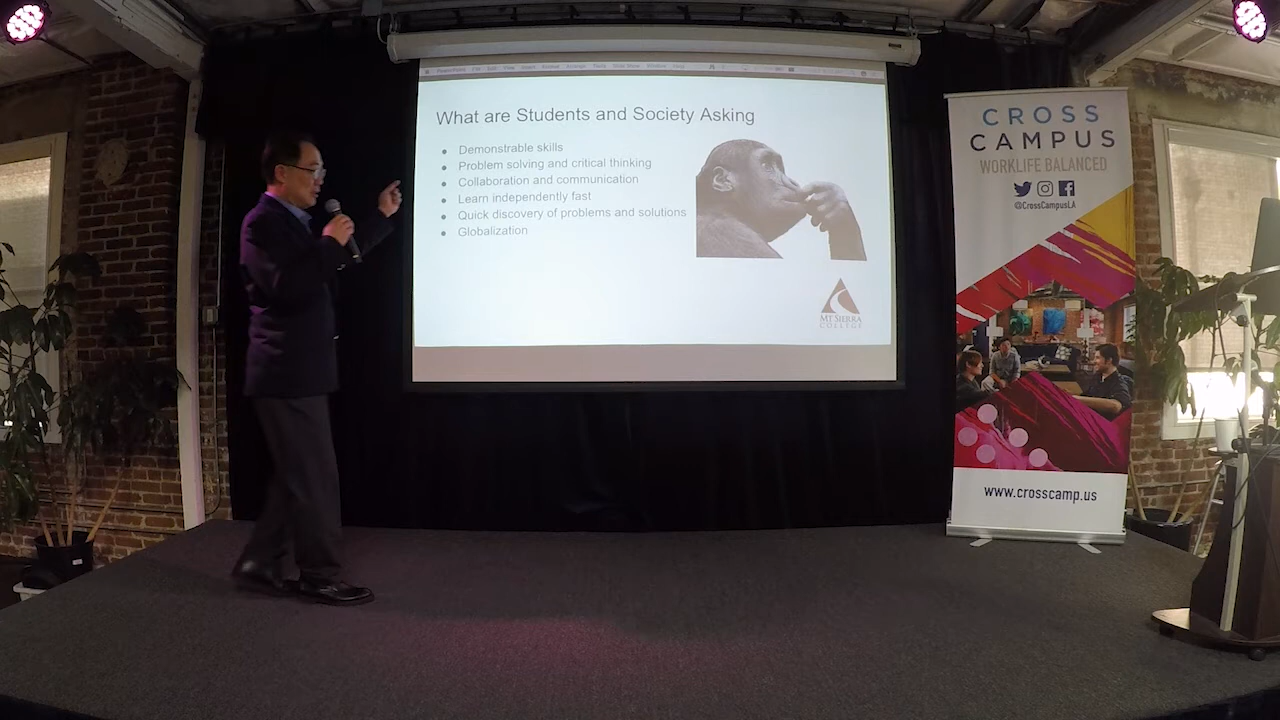 What are Students and Society Asking
Demonstrable skills
Problem solving and critical thinking
Collaboration and communication
Learn independently fast
Quick discovery of problems and solutions
Globalization
MT SIERRA
COLLEGE
CROSS
CAMPUS
WORKLIFE BALANCED
@CrossCampusLA
www.crosscamp.us